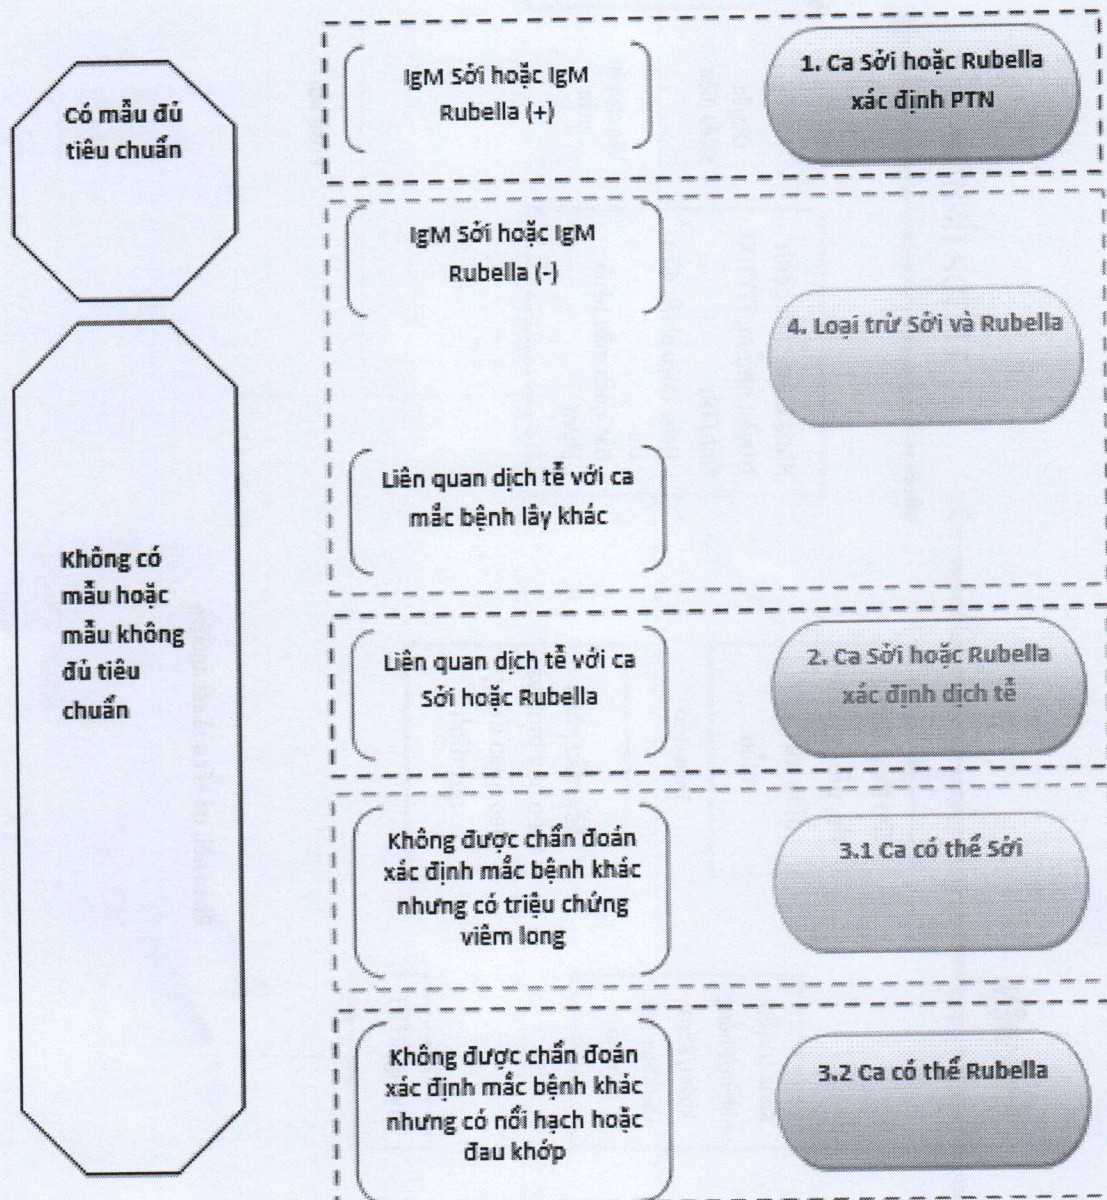 Có mẫu đủ
tiêu chuẩn
IgM Sởi hoặc IgM
Rubella (+)
1. Ca Sởi hoặc Rubella
xác định PTN
IgM Sởi hoặc IgM
Rubella (-)
4. Loại trừ Sởi và Rubella
Liên quan dịch tễ với ca
mắc bệnh lây khác
Không có
mẫu hoặc
mẫu không
đủ tiêu
chuẩn
Liên quan dịch tễ với ca
Sởi hoặc Rubella
2. Ca Sởi hoặc Rubella
xác định dịch tễ
Không được chẩn đoán
xác định mắc bệnh khác
nhưng có triệu chứng
viêm long
3.1 Ca có thể Sởi
Không được chẩn đoán
xác định mắc bệnh khác
nhưng có nổi hạch hoặc
đau khớp
3.2 Ca có thể Rubella